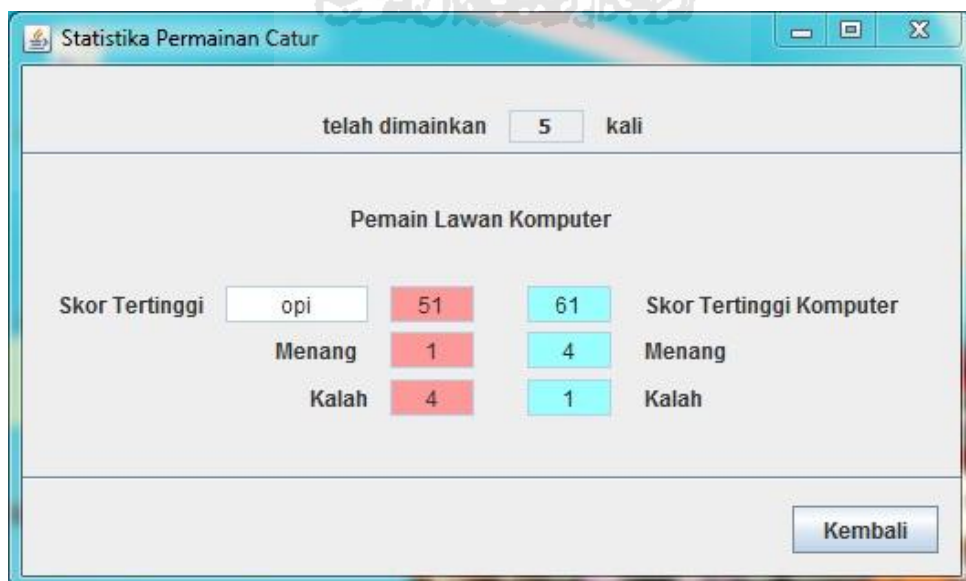 Statistika Permainan Catur
telah dimainkan 5 kali
Pemain Lawan Komputer
Skor Tertinggi opi 51 61 Skor Tertinggi Komputer
Menang 1 4 Menang
Kalah 4 1 Kalah
Kembali